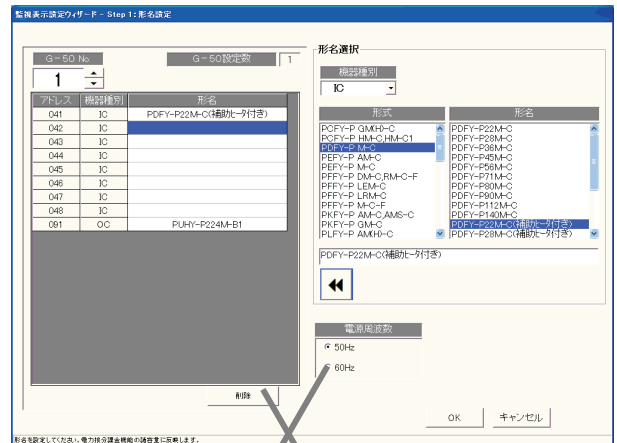 監視表示設定ウィザード - Step 1:形名設定
G-50 No
G-50設定数 1
1
アドレス 機器種別 形名
041 IC PDFY-P22M-C(補助ヒータ付き)
042 IC
043 IC
044 IC
045 IC
046 IC
047 IC
048 IC
091 OC PUHY-P224M-B1
削除
形名選択
機器種別
IC
形式
PCFY-P GM(H)-C
PCFY-P HM-C,HM-C1
PDFY-P M-C
PEFY-P AM-C
PEFY-P M-C
PFFY-P DM-C,RM-C-F
PFFY-P LEM-C
PFFY-P LRM-C
PFFY-P M-C-F
PKFY-P AM-C,AMS-C
PKFY-P GM-C
PLFY-P AM(H)-C
形名
PDFY-P22M-C
PDFY-P28M-C
PDFY-P36M-C
PDFY-P45M-C
PDFY-P56M-C
PDFY-P71M-C
PDFY-P80M-C
PDFY-P90M-C
PDFY-P112M-C
PDFY-P140M-C
PDFY-P22M-C(補助ヒータ付き)
PDFY-P28M-C(補助ヒータ付き)
PDFY-P22M-C(補助ヒータ付き)
電源周波数
50Hz
60Hz
OK キャンセル
形名を設定してください。電力按分課金機能の諸容量に反映します。